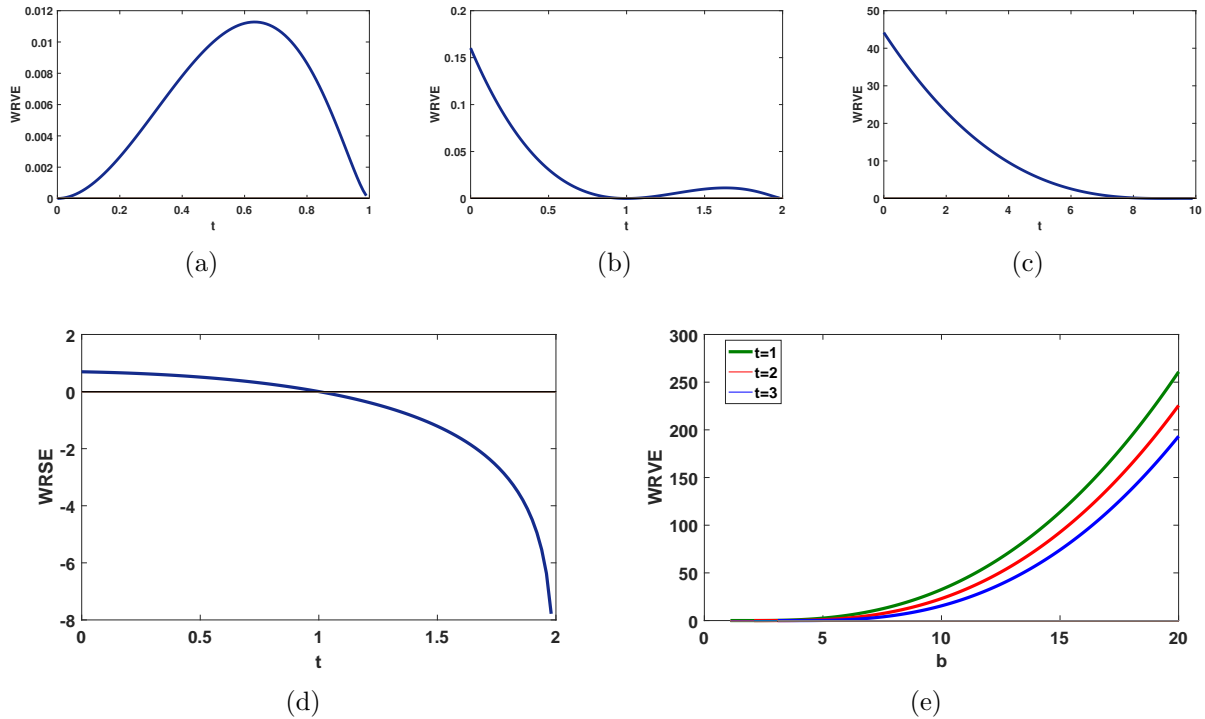 0.012
0.01
0.008
0.006
0.004
0.002
0
WRVE
0 0.2 0.4 0.6 0.8 1
t
(a)
0.2
0.15
0.1
0.05
0
WRVE
0 0.5 1 1.5 2
t
(b)
50
40
30
20
10
0
WRVE
0 2 4 6 8 10
t
(c)
2
0
-2
-4
-6
-8
WRSE
0 0.5 1 1.5 2
t
(d)
300
250
200
150
100
50
0
WRVE
t=1
t=2
t=3
0 5 10 15 20
b
(e)